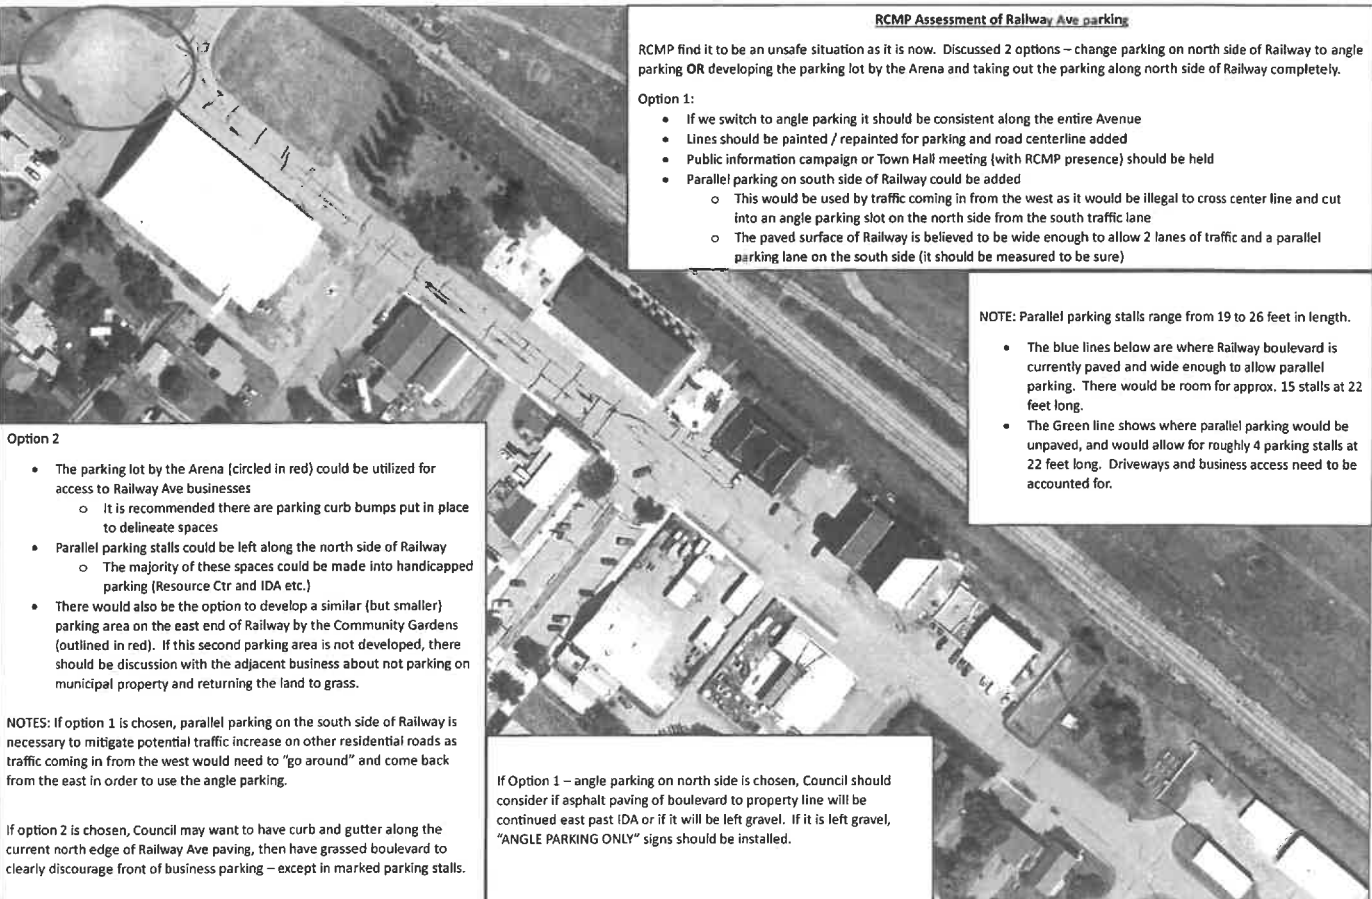 RCMP Assessment of Railway Ave parking
RCMP find it to be an unsafe situation as it is now. Discussed 2 options – change parking on north side of Railway to angle
parking OR developing the parking lot by the Arena and taking out the parking along north side of Railway completely.
Option 1:
• If we switch to angle parking it should be consistent along the entire Avenue
• Lines should be painted / repainted for parking and road centerline added
• Public information campaign or Town Hall meeting (with RCMP presence) should be held
• Parallel parking on south side of Railway could be added
o This would be used by traffic coming in from the west as it would be illegal to cross center line and cut
into an angle parking slot on the north side from the south traffic lane
o The paved surface of Railway is believed to be wide enough to allow 2 lanes of traffic and a parallel
parking lane on the south side (it should be measured to be sure)
NOTE: Parallel parking stalls range from 19 to 26 feet in length.
• The blue lines below are where Railway boulevard is
currently paved and wide enough to allow parallel
parking. There would be room for approx. 15 stalls at 22
feet long.
• The Green line shows where parallel parking would be
unpaved, and would allow for roughly 4 parking stalls at
22 feet long. Driveways and business access need to be
accounted for.
Option 2
• The parking lot by the Arena (circled in red) could be utilized for
access to Railway Ave businesses
o It is recommended there are parking curb bumps put in place
to delineate spaces
• Parallel parking stalls could be left along the north side of Railway
o The majority of these spaces could be made into handicapped
parking (Resource Ctr and IDA etc.)
• There would also be the option to develop a similar (but smaller)
parking area on the east end of Railway by the Community Gardens
(outlined in red). If this second parking area is not developed, there
should be discussion with the adjacent business about not parking on
municipal property and returning the land to grass.
NOTES: If option 1 is chosen, parallel parking on the south side of Railway is
necessary to mitigate potential traffic increase on other residential roads as
traffic coming in from the west would need to "go around" and come back
from the east in order to use the angle parking.
If option 2 is chosen, Council may want to have curb and gutter along the
current north edge of Railway Ave paving, then have grassed boulevard to
clearly discourage front of business parking – except in marked parking stalls.
If Option 1 – angle parking on north side is chosen, Council should
consider if asphalt paving of boulevard to property line will be
continued east past IDA or if it will be left gravel. If it is left gravel,
"ANGLE PARKING ONLY" signs should be installed.